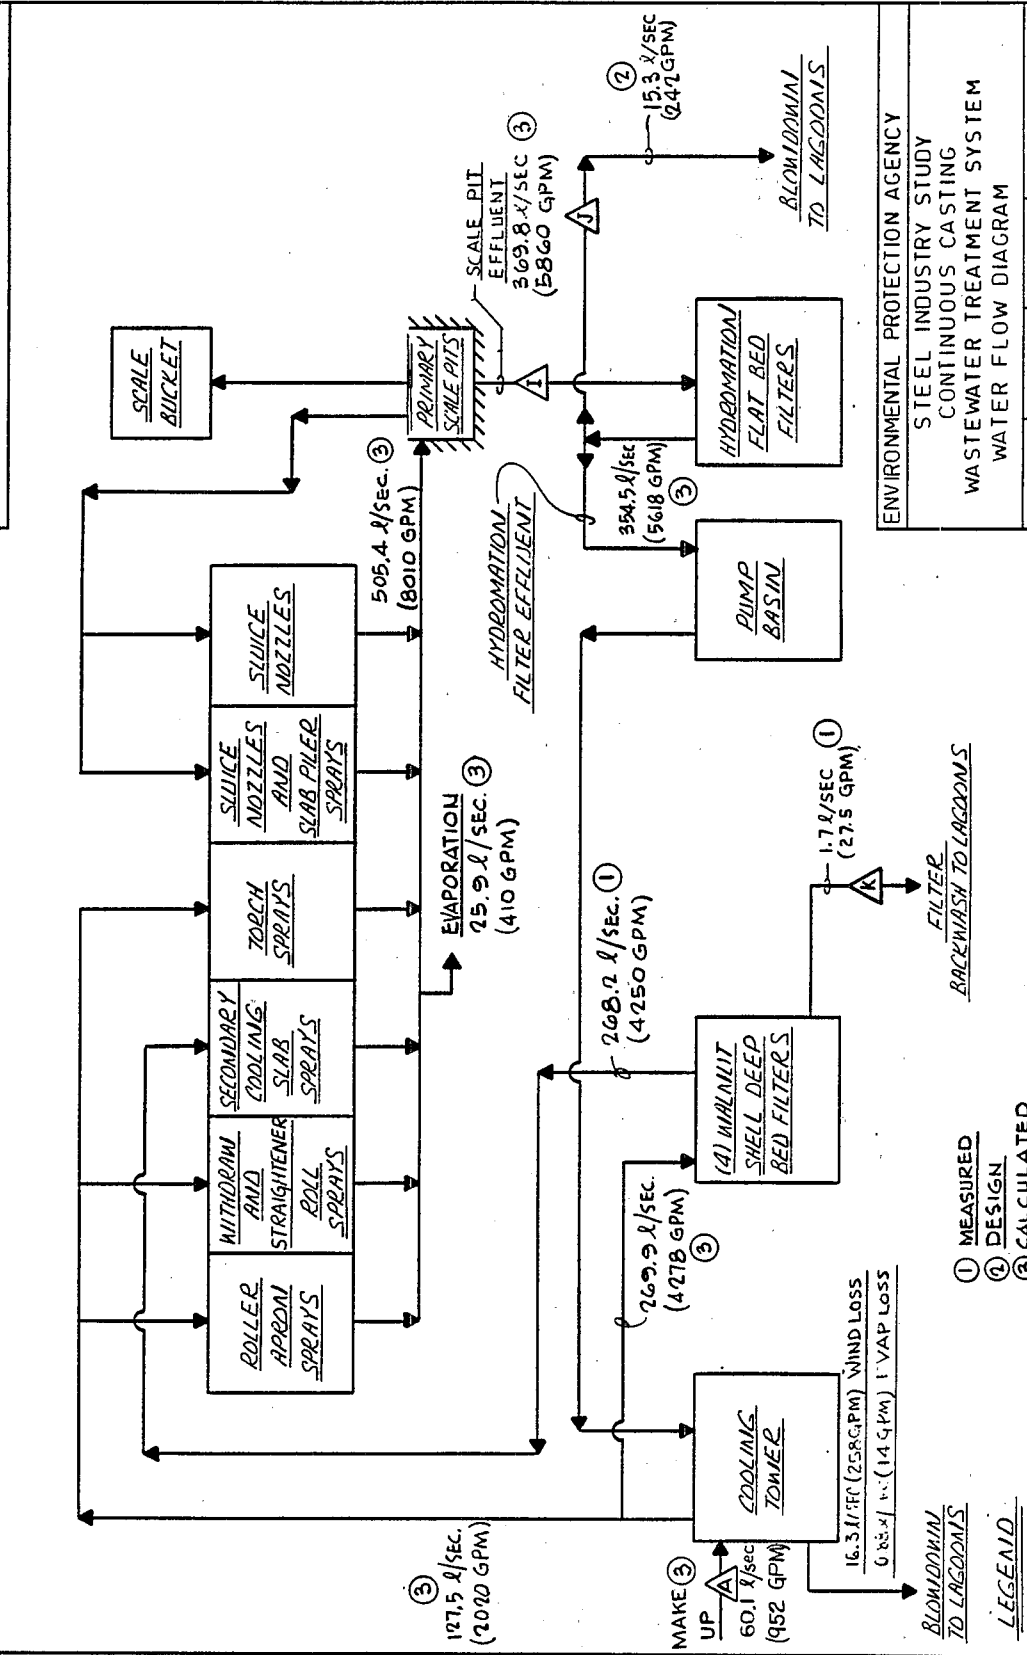 SCALE
BUCKET
SLUICE
NOZZLES
SLUICE
NOZZLES
AND
SLAB PILER
SPRAYS
TORCH
SPRAYS
SECONDARY
COOLING
SLAB
SPRAYS
WITHDRAW
AND
STRAIGHTENER
ROLL
SPRAYS
ROLLER
APRON
SPRAYS
505.4 l/SEC. ③
(8010 GPM)
PRIMARY
SCALE PITS
SCALE PIT
EFFLUENT
369.8 l/SEC ③
(5860 GPM)
I
J
② 15.3 l/SEC
(242 GPM)
BLOWDOWN
TO LAGOONS
EVAPORATION
25.9 l/SEC. ③
(410 GPM)
HYDROMATION
FILTER EFFLUENT
354.5 l/SEC
(5618 GPM)
③
HYDROMATION
FLAT BED
FILTERS
PUMP
BASIN
③
127.5 l/SEC.
(2020 GPM)
268.2 l/SEC. ①
(4250 GPM)
269.9 l/SEC.
(4278 GPM)
③
(4) WALNUT
SHELL DEEP
BED FILTERS
1.7 l/SEC ①
(27.5 GPM)
K
FILTER
BACKWASH TO LAGOONS
MAKE ③
UP
A
60.1 l/sec
(952 GPM)
COOLING
TOWER
16.3 l/SEC (258 GPM) WIND LOSS
(14 GPM) EVAP LOSS
BLOWDOWN
TO LAGOONS
LEGEND
① MEASURED
② DESIGN
③ CALCULATED
ENVIRONMENTAL PROTECTION AGENCY
STEEL INDUSTRY STUDY
CONTINUOUS CASTING
WASTEWATER TREATMENT SYSTEM
WATER FLOW DIAGRAM